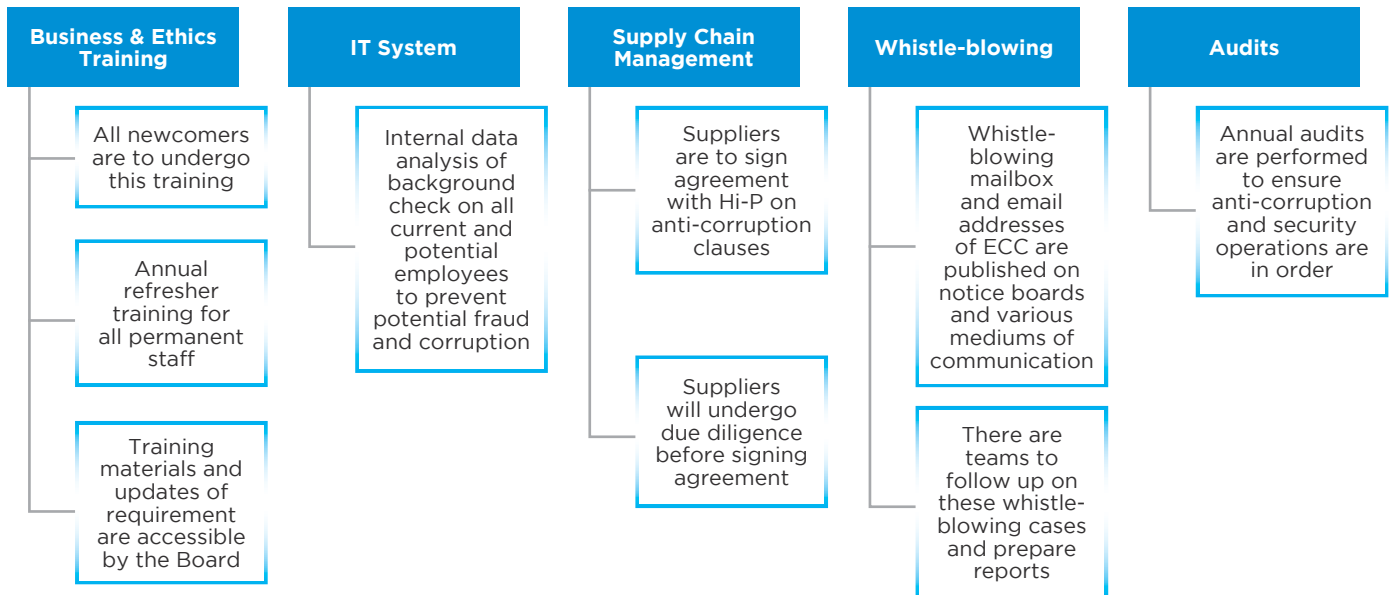 Business & Ethics
Training
All newcomers
are to undergo
this training
Annual
refresher
training for
all permanent
staff
Training
materials and
updates of
requirement
are accessible
by the Board
IT System
Internal data
analysis of
background
check on all
current and
potential
employees
to prevent
potential fraud
and corruption
Supply Chain
Management
Suppliers
are to sign
agreement
with Hi-P on
anti-corruption
clauses
Suppliers
will undergo
due diligence
before signing
agreement
Whistle-blowing
Whistle-
blowing
mailbox
and email
addresses
of ECC are
published on
notice boards
and various
mediums of
communication
There are
teams to
follow up on
these whistle-
blowing cases
and prepare
reports
Audits
Annual audits
are performed
to ensure
anti-corruption
and security
operations are
in order